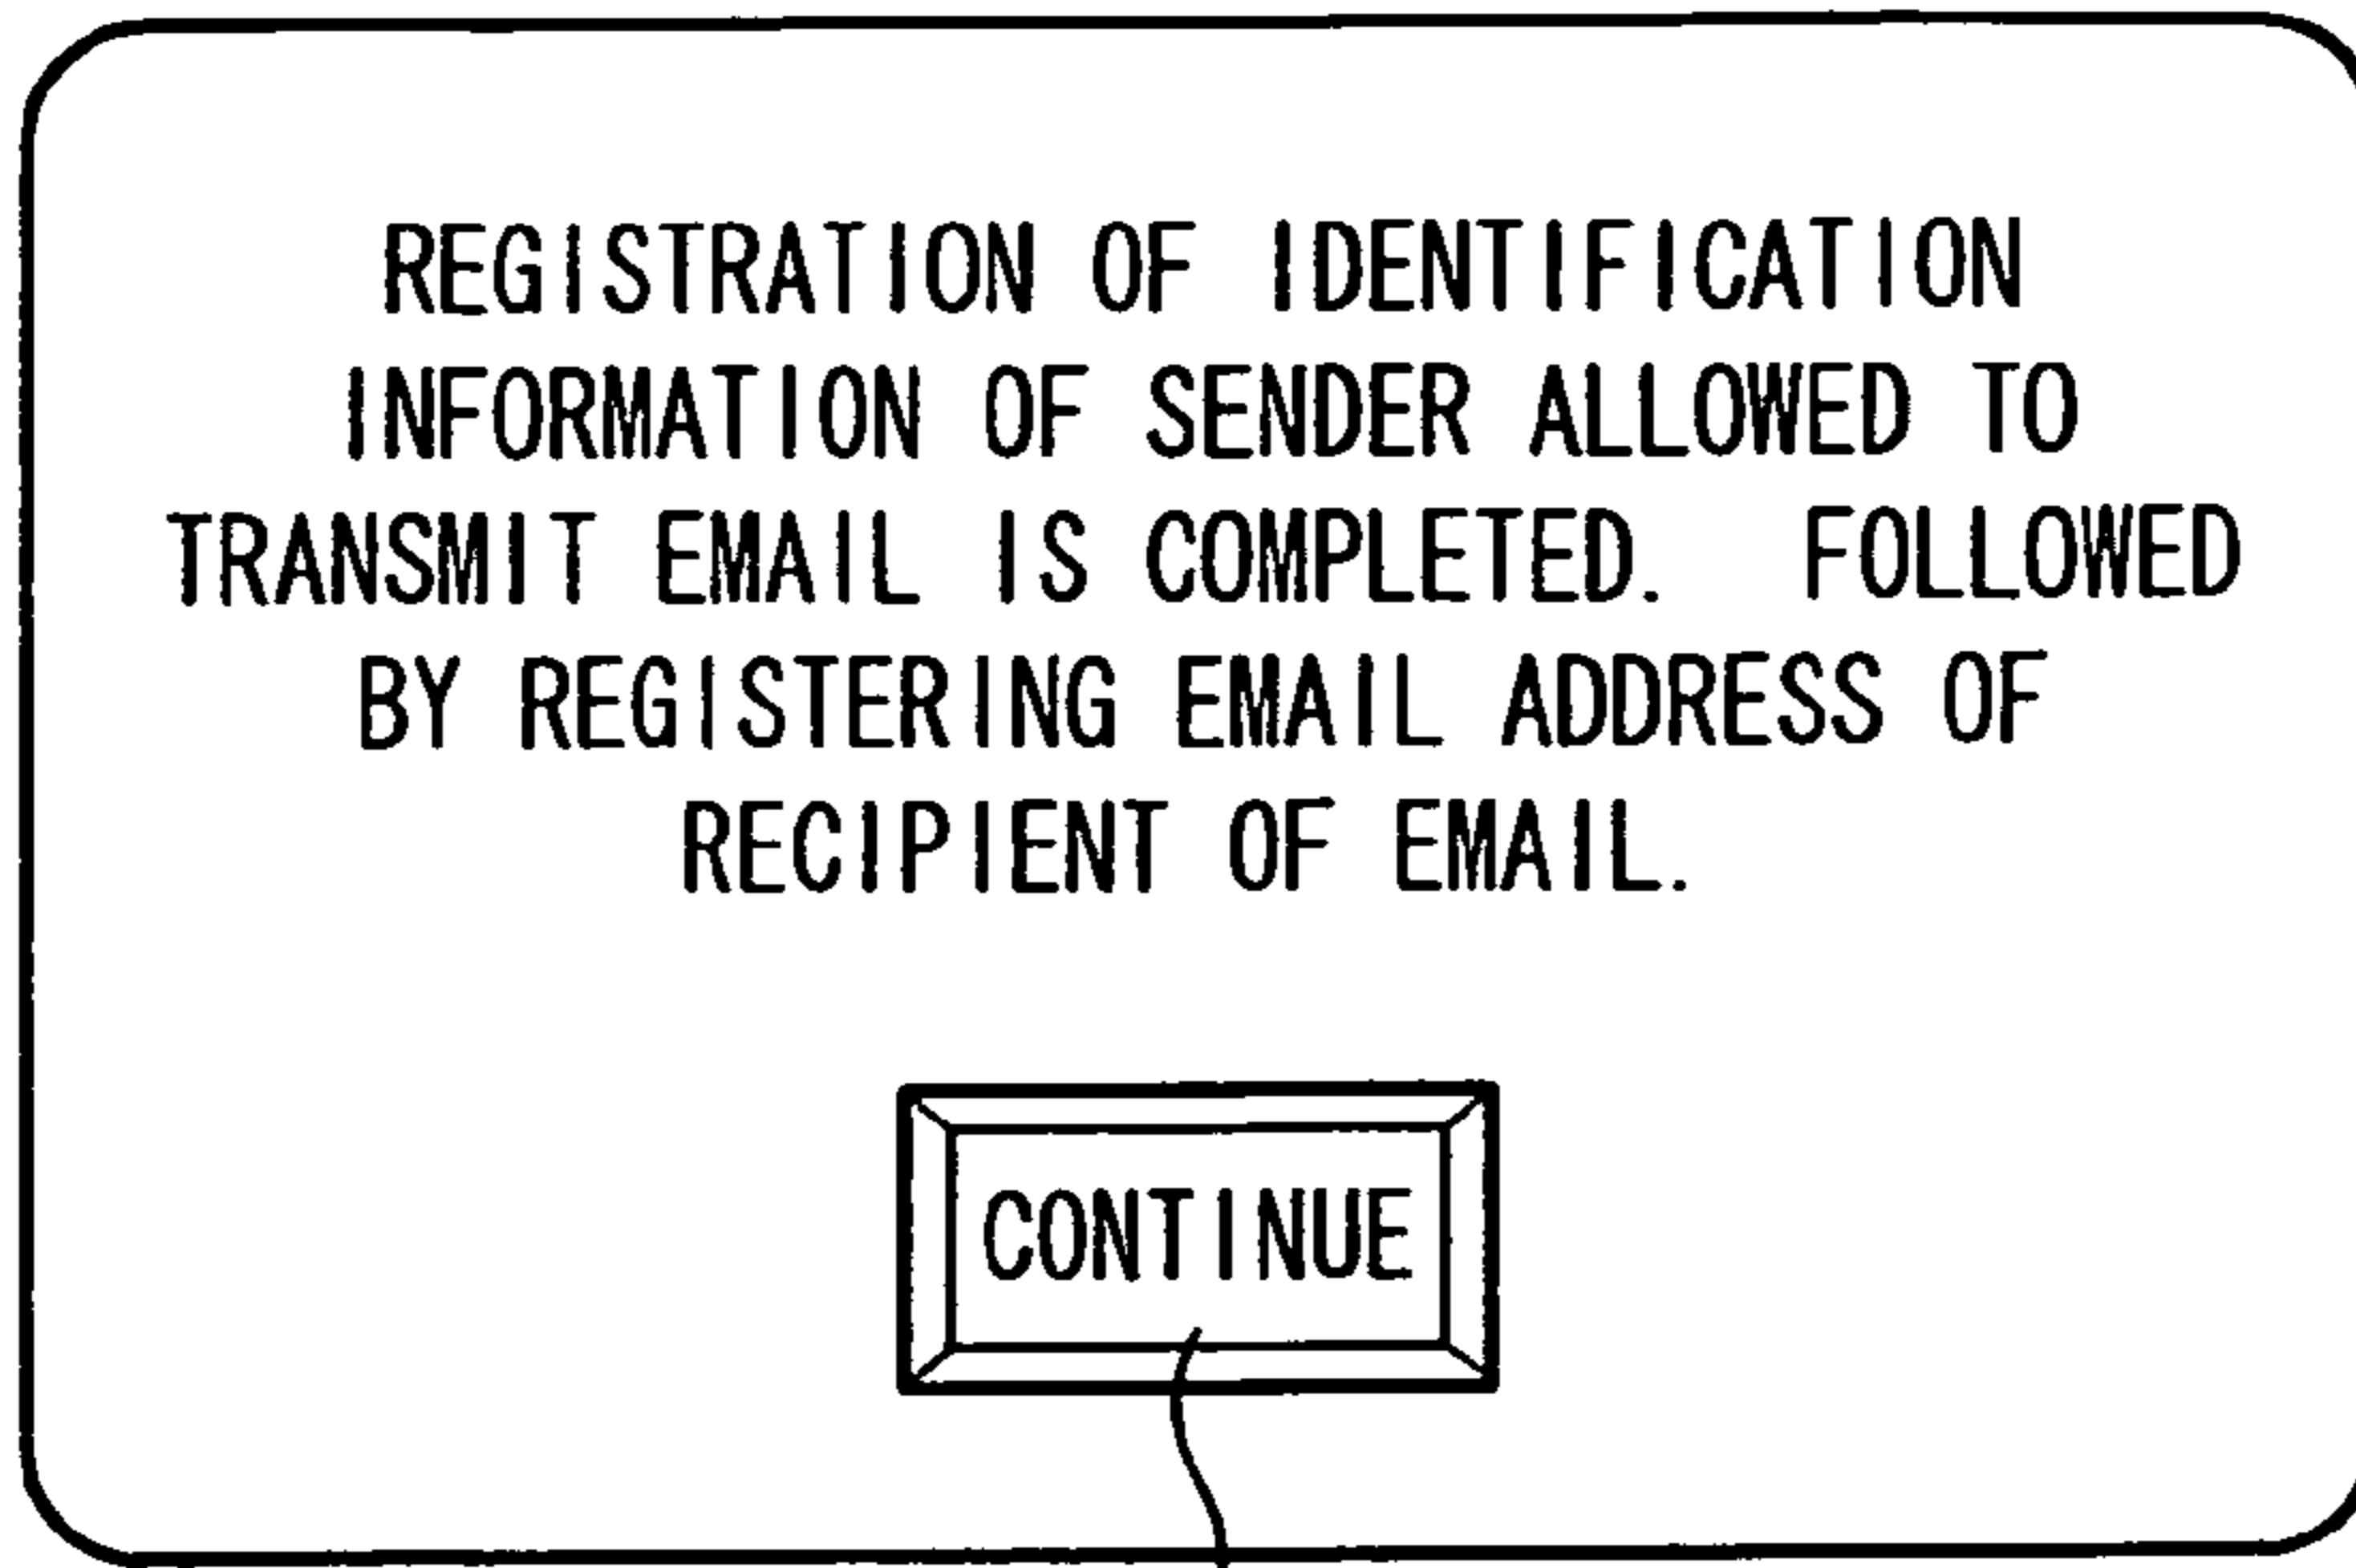 REGISTRATION OF IDENTIFICATION
INFORMATION OF SENDER ALLOWED TO
TRANSMIT EMAIL IS COMPLETED. FOLLOWED
BY REGISTERING EMAIL ADDRESS OF
RECIPIENT OF EMAIL.
CONTINUE